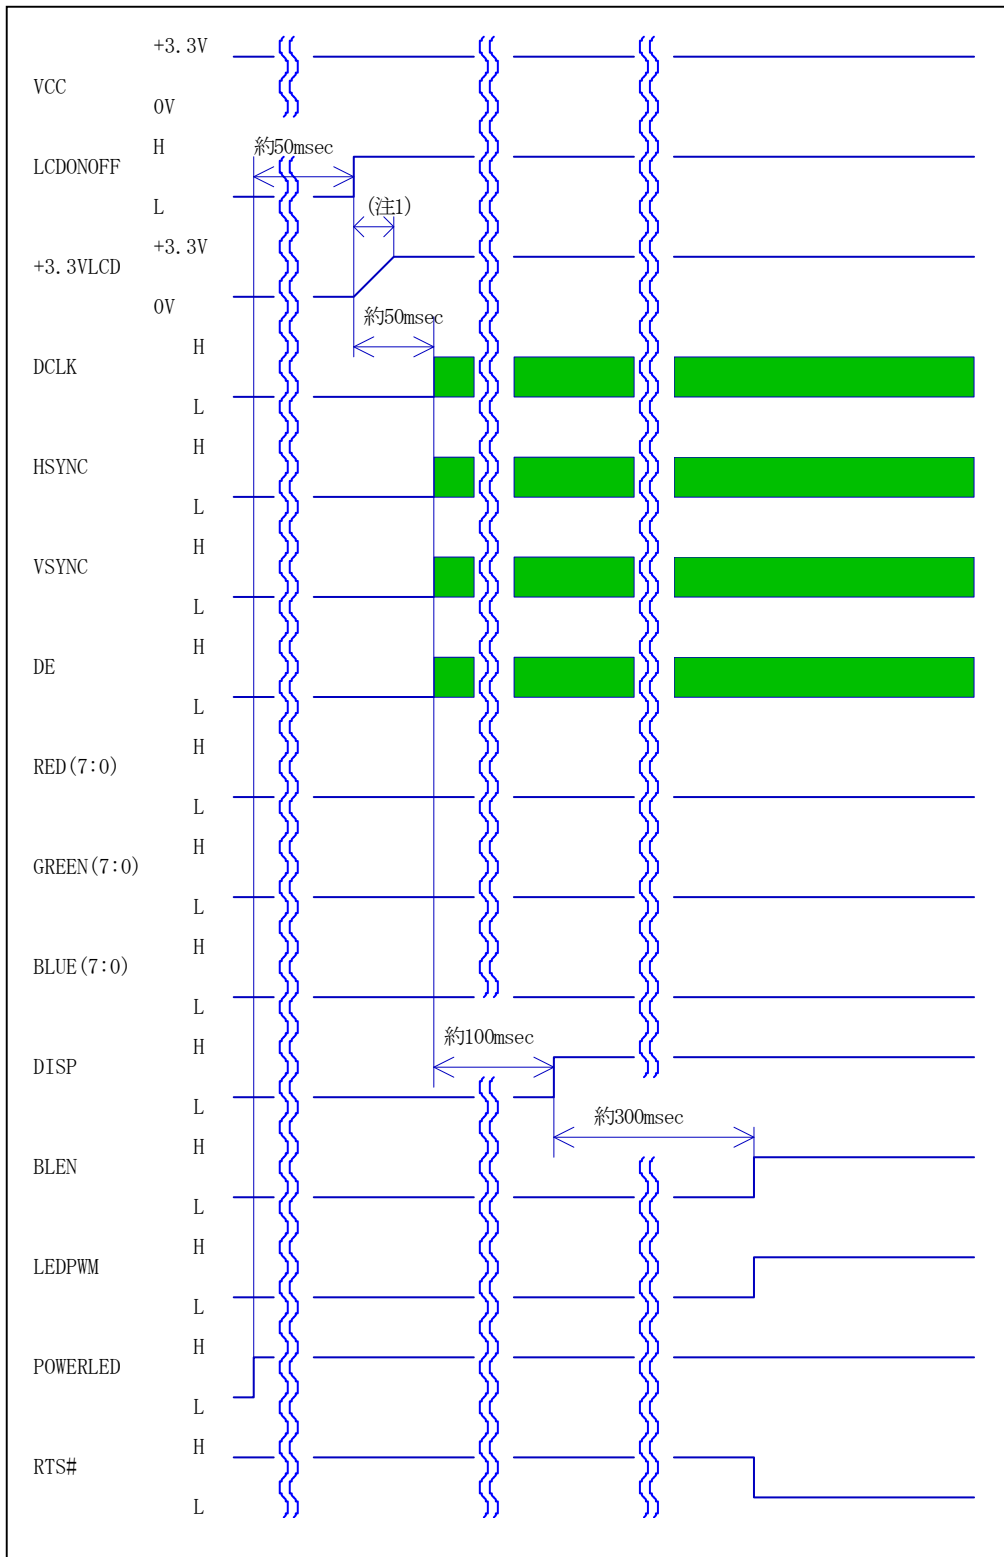 +3.3V
VCC
0V
H
約50msec
LCDONOFF
L
(注1)
+3.3V
+3.3VLCD
0V
約50msec
H
DCLK
L
H
HSYNC
L
H
VSYNC
L
H
DE
L
H
RED(7:0)
L
H
GREEN(7:0)
L
H
BLUE(7:0)
L
約100msec
H
DISP
L
約300msec
H
BLEN
L
H
LEDPWM
L
H
POWERLED
L
H
RTS#
L